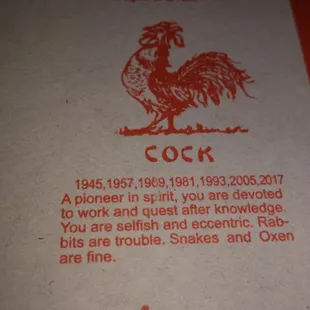 COCK
1945,1957,1969,1981,1993,2005,2017
A pioneer in spirit, you are devoted
to work and quest after knowledge.
You are selfish and eccentric. Rab-
bits are trouble. Snakes and Oxen
are fine.